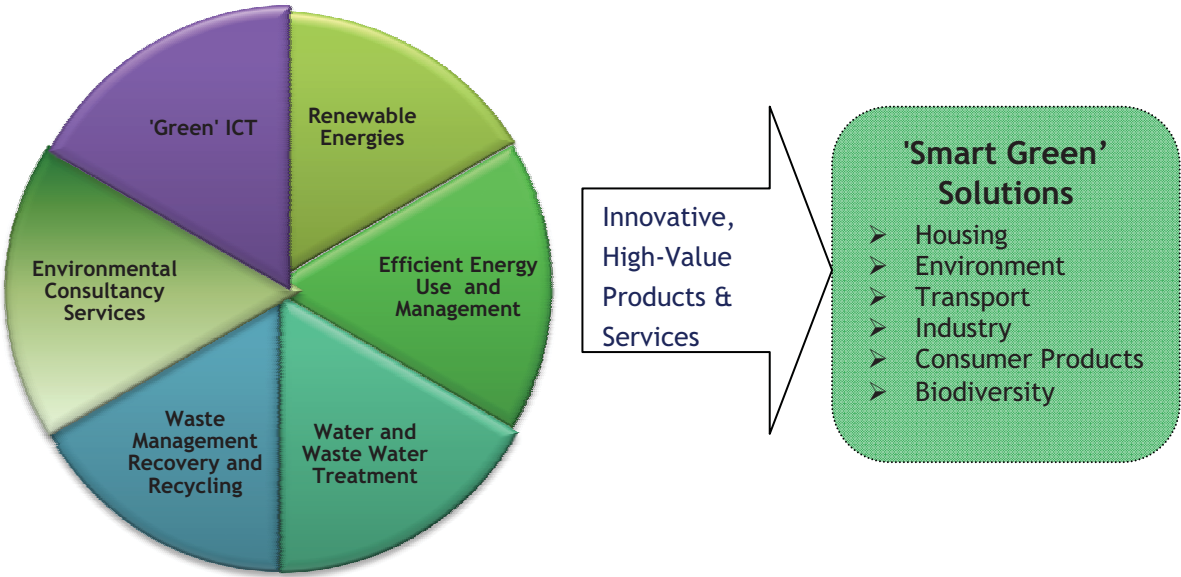 'Green' ICT
Renewable
Energies
Efficient Energy
Use and
Management
Water and
Waste Water
Treatment
Waste
Management
Recovery and
Recycling
Environmental
Consultancy
Services
Innovative,
High-Value
Products &
Services
'Smart Green’
Solutions
➢ Housing
➢ Environment
➢ Transport
➢ Industry
➢ Consumer Products
➢ Biodiversity